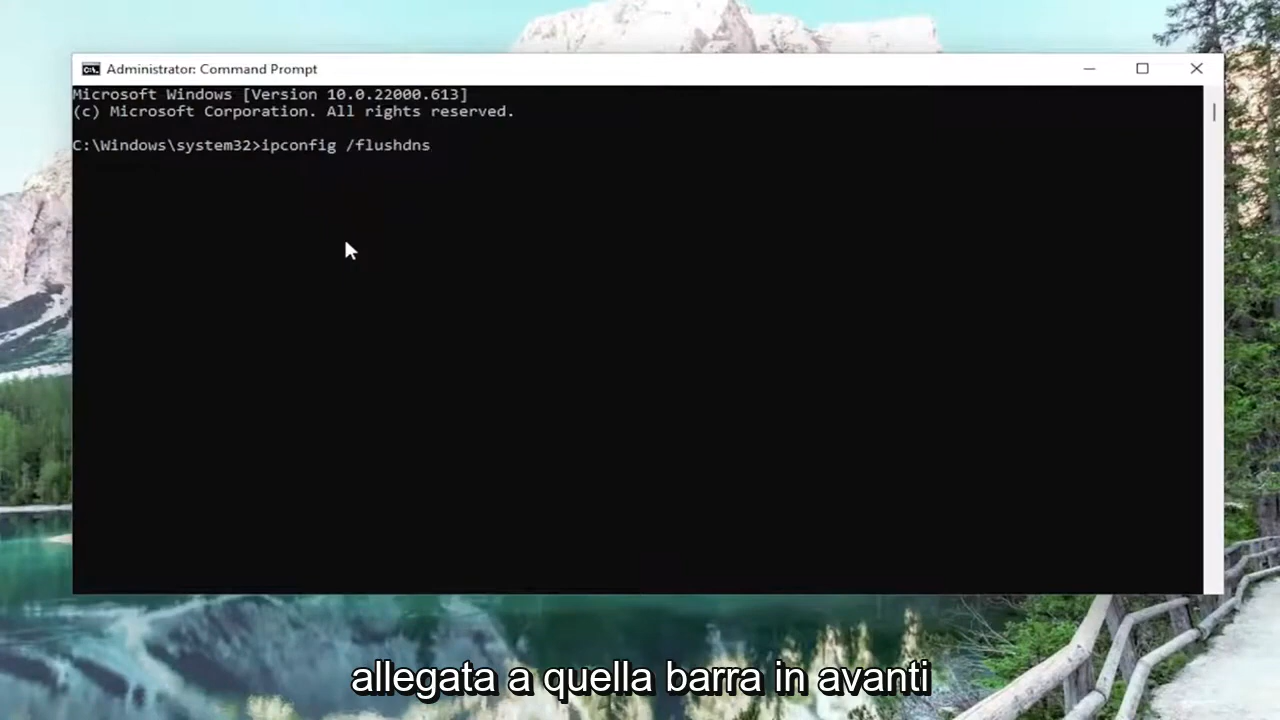 Administrator: Command Prompt
Microsoft Windows [Version 10.0.22000.613]
(c) Microsoft Corporation. All rights reserved.
C:\Windows\system32>ipconfig /flushdns
allegata a quella barra in avanti